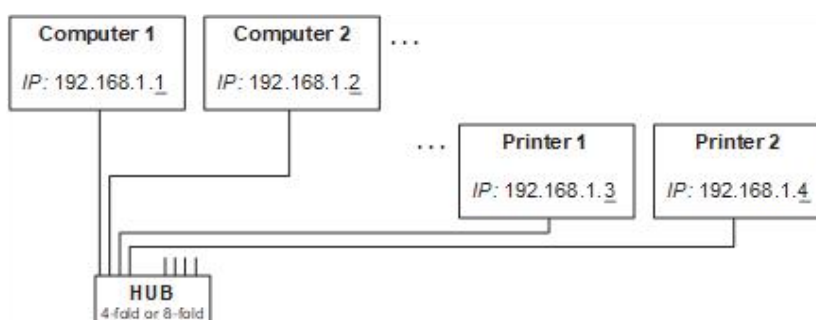 Computer 1
IP: 192.168.1.1
Computer 2
IP: 192.168.1.2
...
...
Printer 1
IP: 192.168.1.3
Printer 2
IP: 192.168.1.4
HUB
4-fold or 8-fold